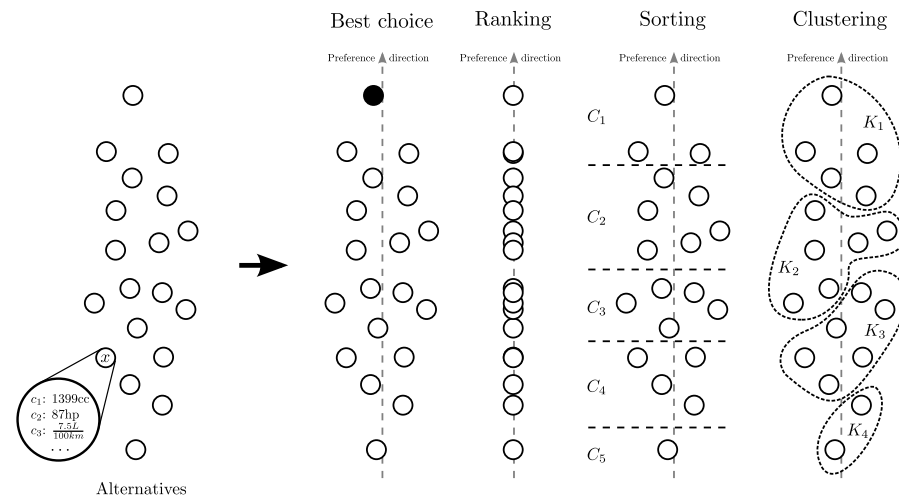 Best choice
Ranking
Sorting
Clustering
Preference direction
Preference direction
Preference direction
Preference direction
C1
C2
C3
C4
C5
K1
K2
K3
K4
x
c1: 1399cc
c2: 87hp
c3: 7.5L/100km
...
Alternatives